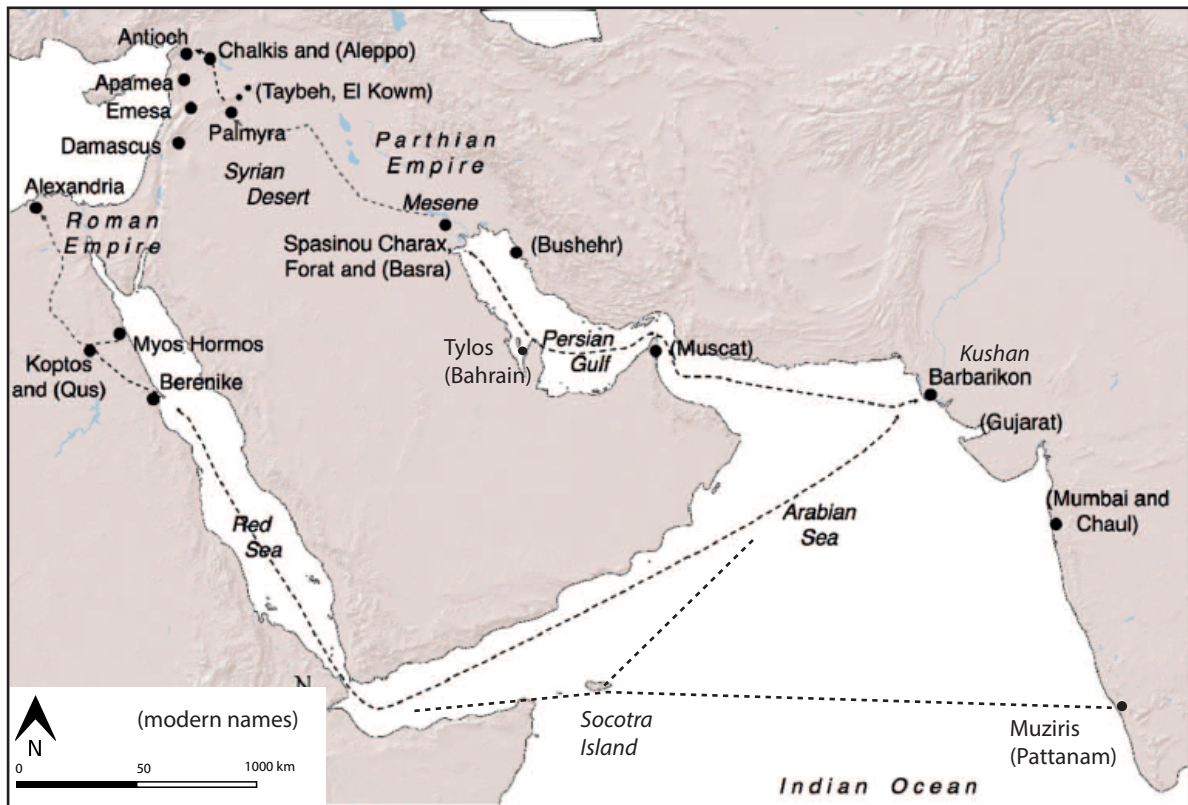 Antioch
Chalkis and (Aleppo)
Apamea
(Taybeh, El Kowm)
Emesa
Palmyra
Damascus
Parthian
Empire
Syrian
Desert
Alexandria
Mesene
Roman
Empire
Spasinou Charax,
Forat and (Basra)
(Bushehr)
Myos Hormos
Koptos
and (Qus)
Berenike
Tylos
(Bahrain)
Persian
Gulf
(Muscat)
Kushan
Barbarikon
(Gujarat)
(Mumbai and
Chaul)
Red
Sea
Arabian
Sea
N
(modern names)
N
0 50 1000 km
Socotra
Island
Muziris
(Pattanam)
Indian Ocean